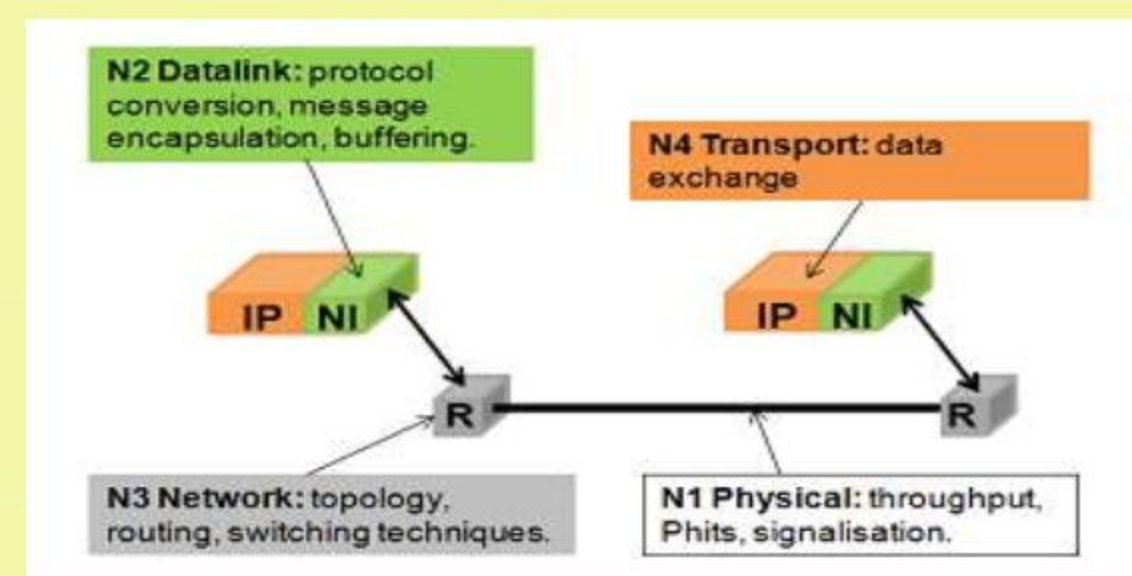 N2 Datalink: protocol
conversion, message
encapsulation, buffering.
N4 Transport: data
exchange
IP NI
IP NI
R
R
N3 Network: topology,
routing, switching techniques.
N1 Physical: throughput,
Phits, signalisation.